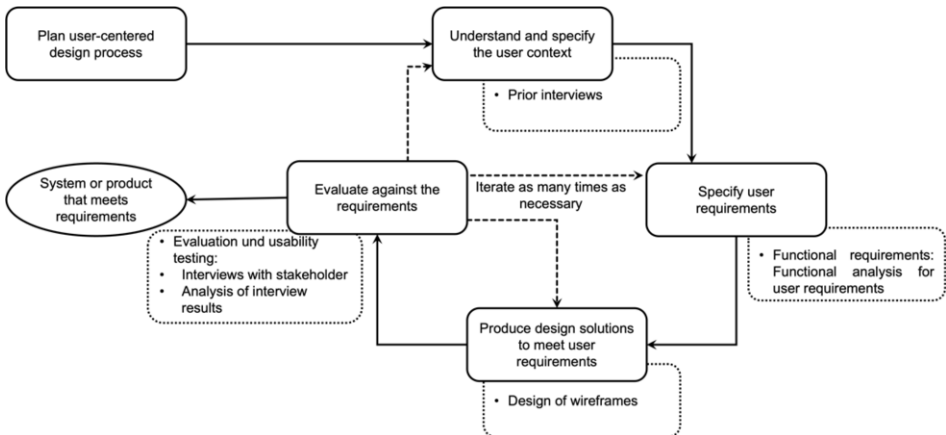 Plan user-centered
design process
Understand and specify
the user context
• Prior interviews
System or product
that meets
requirements
Evaluate against the
requirements
Iterate as many times as
necessary
Specify user
requirements
• Evaluation und usability
testing:
• Interviews with stakeholder
• Analysis of interview
results
• Functional requirements:
Functional analysis for
user requirements
Produce design solutions
to meet user
requirements
• Design of wireframes